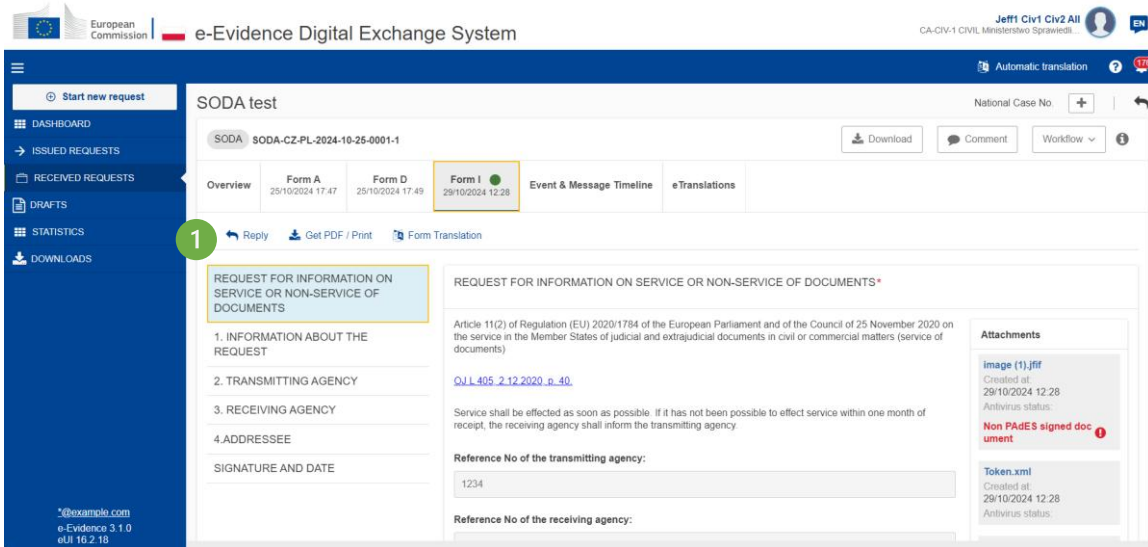 European
Commission
e-Evidence Digital Exchange System
Jeff1 Civ1 Civ2 All
CA-CIV-1 CIVIL Ministerstwo Sprawiedli...
EN
Automatic translation
?
176
Start new request
DASHBOARD
ISSUED REQUESTS
RECEIVED REQUESTS
DRAFTS
STATISTICS
DOWNLOADS
*@example.com
e-Evidence 3.1.0
eUI 16.2.18
SODA test
National Case No.
SODA SODA-CZ-PL-2024-10-25-0001-1
Download
Comment
Workflow
Overview
Form A
25/10/2024 17:47
Form D
25/10/2024 17:49
Form I
29/10/2024 12:28
Event & Message Timeline
eTranslations
1
Reply
Get PDF / Print
Form Translation
REQUEST FOR INFORMATION ON
SERVICE OR NON-SERVICE OF
DOCUMENTS
1. INFORMATION ABOUT THE
REQUEST
2. TRANSMITTING AGENCY
3. RECEIVING AGENCY
4.ADDRESSEE
SIGNATURE AND DATE
REQUEST FOR INFORMATION ON SERVICE OR NON-SERVICE OF DOCUMENTS*
Article 11(2) of Regulation (EU) 2020/1784 of the European Parliament and of the Council of 25 November 2020 on
the service in the Member States of judicial and extrajudicial documents in civil or commercial matters (service of
documents)
OJ L 405, 2.12.2020, p. 40.
Service shall be effected as soon as possible. If it has not been possible to effect service within one month of
receipt, the receiving agency shall inform the transmitting agency.
Reference No of the transmitting agency:
1234
Reference No of the receiving agency:
Attachments
image (1).jfif
Created at:
29/10/2024 12:28
Antivirus status:
Non PAdES signed doc
ument
Token.xml
Created at:
29/10/2024 12:28
Antivirus status: